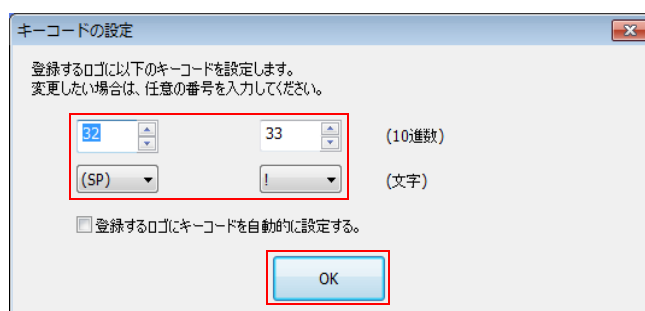 キーコードの設定
登録するロゴに以下のキーコードを設定します。
変更したい場合は、任意の番号を入力してください。
32 33 (10進数)
(SP) ! (文字)
登録するロゴにキーコードを自動的に設定する。
OK